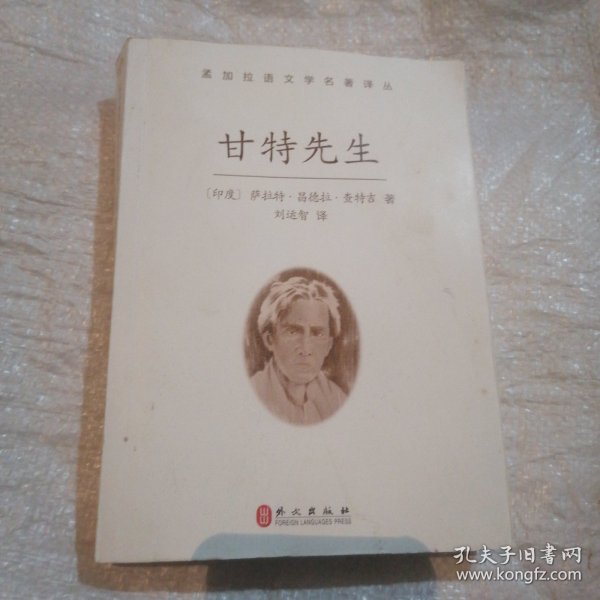 孟加拉语文学名著译丛
甘特先生
〔印度〕 萨拉特·昌德拉·查特吉 著
刘运智 译
外文出版社
FOREIGN LANGUAGES PRESS
孔夫子旧书网
www.kongfz.com